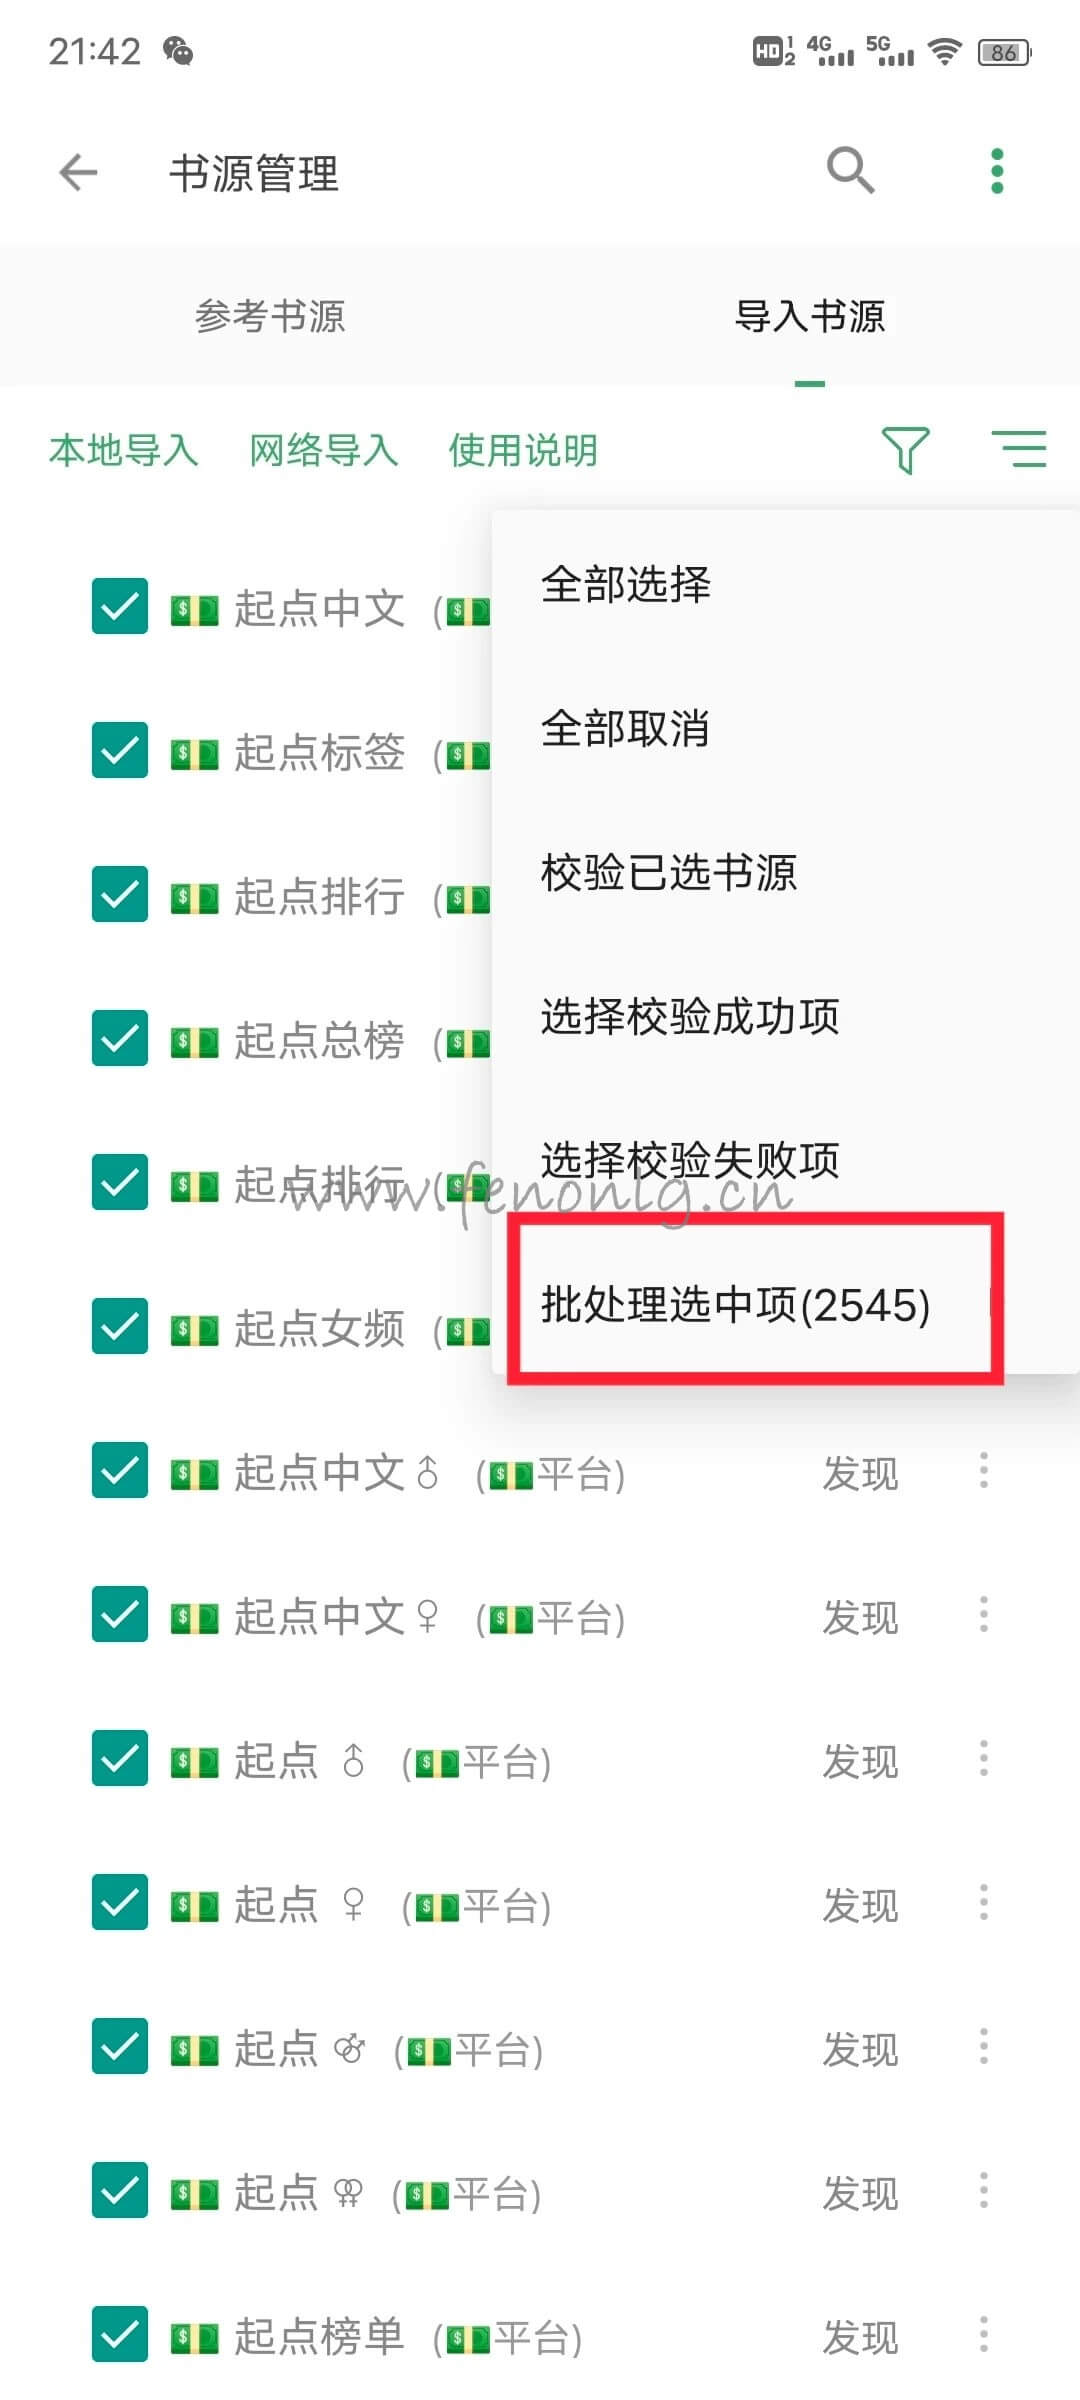 21:42 HD 1 2 4G 5G 86
书源管理
参考书源 导入书源
本地导入 网络导入 使用说明
全部选择
起点中文 (
全部取消
起点标签 (
校验已选书源
起点排行 (
选择校验成功项
起点总榜 (
选择校验失败项
起点排行 (
www.fenonlg.cn
批处理选中项(2545)
起点女频 (
起点中文♂ (💵平台) 发现
起点中文♀ (💵平台) 发现
起点 ♂ (💵平台) 发现
起点 ♀ (💵平台) 发现
起点 ⚣ (💵平台) 发现
起点 ⚢ (💵平台) 发现
起点榜单 (💵平台) 发现